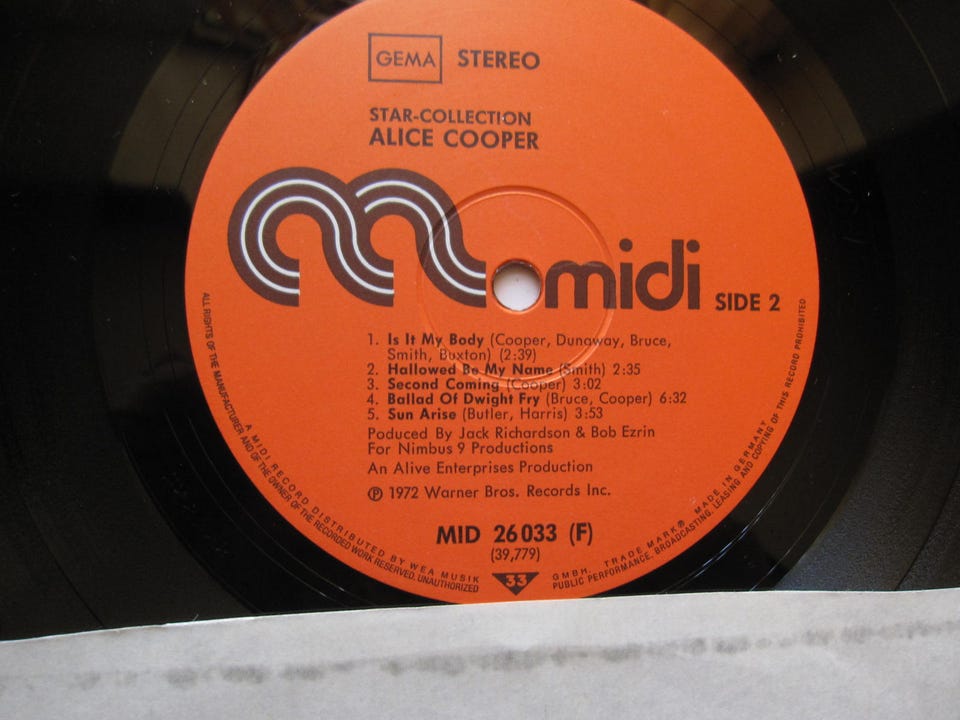 GEMA STEREO
STAR-COLLECTION
ALICE COOPER
midi SIDE 2
1. Is It My Body (Cooper, Dunaway, Bruce,
Smith, Buxton) (2:39)
2. Hallowed Be My Name (Smith) 2:35
3. Second Coming (Cooper) 3:02
4. Ballad Of Dwight Fry (Bruce, Cooper) 6:32
5. Sun Arise (Butler, Harris) 3:53
Poduced By Jack Richardson & Bob Ezrin
For Nimbus 9 Productions
An Alive Enterprises Production
℗ 1972 Warner Bros. Records Inc.
MID 26 033 (F)
(39,779)
33
A MIDI RECORD DISTRIBUTED BY WEA MUSIK GMBH, TRADE MARK® MADE IN GERMANY
ALL RIGHTS OF THE MANUFACTURER AND OF THE OWNER OF THE RECORDED WORK RESERVED. UNAUTHORIZED PUBLIC PERFORMANCE, BROADCASTING, LEASING AND COPYING OF THIS RECORD PROHIBITED